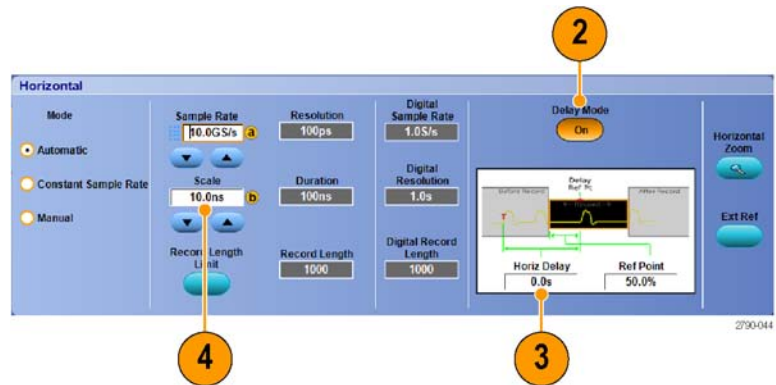 2
Horizontal
Mode
Automatic
Constant Sample Rate
Manual
Sample Rate
10.0GS/s a
Scale
10.0ns b
Record Length
Limit
Resolution
100ps
Duration
100ns
Record Length
1000
Digital
Sample Rate
1.0S/s
Digital
Resolution
1.0s
Digital Record
Length
1000
Delay Mode
On
Delay
Ref Pt
Before Record
After Record
T
Horiz Delay
0.0s
Ref Point
50.0%
Horizontal
Zoom
Ext Ref
2790-044
4
3